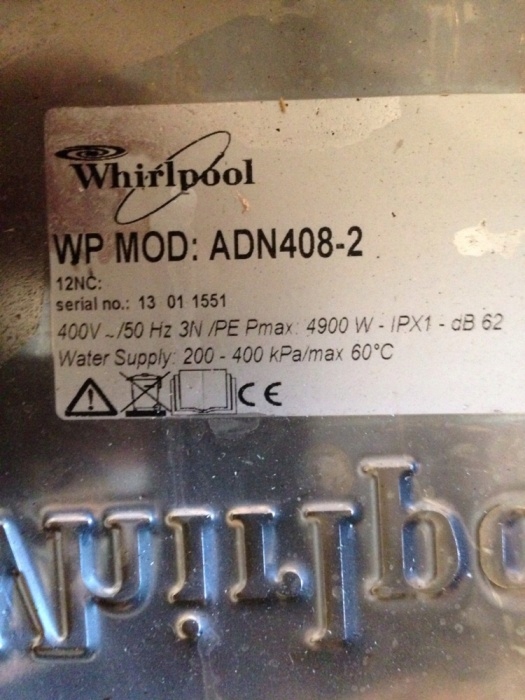 Whirlpool
WP MOD: ADN408-2
12NC:
serial no.: 13 01 1551
400V ~/50 Hz 3N /PE Pmax: 4900 W - IPX1 - dB 62
Water Supply: 200 - 400 kPa/max 60°C
CE